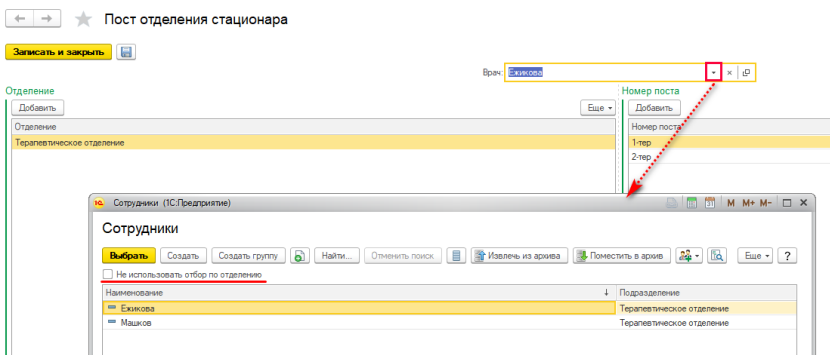 Пост отделения стационара
Записать и закрыть
Врач: Ежикова
Отделение
Номер поста
Добавить
Еще
Добавить
Отделение
Номер поста
Терапевтическое отделение
1-тер
2-тер
Сотрудники (1С:Предприятие)
M M+ M-
Сотрудники
Выбрать Создать Создать группу Найти... Отменить поиск Извлечь из архива Поместить в архив Еще ?
Не использовать отбор по отделению
Наименование Подразделение
Ежикова Терапевтическое отделение
Машков Терапевтическое отделение